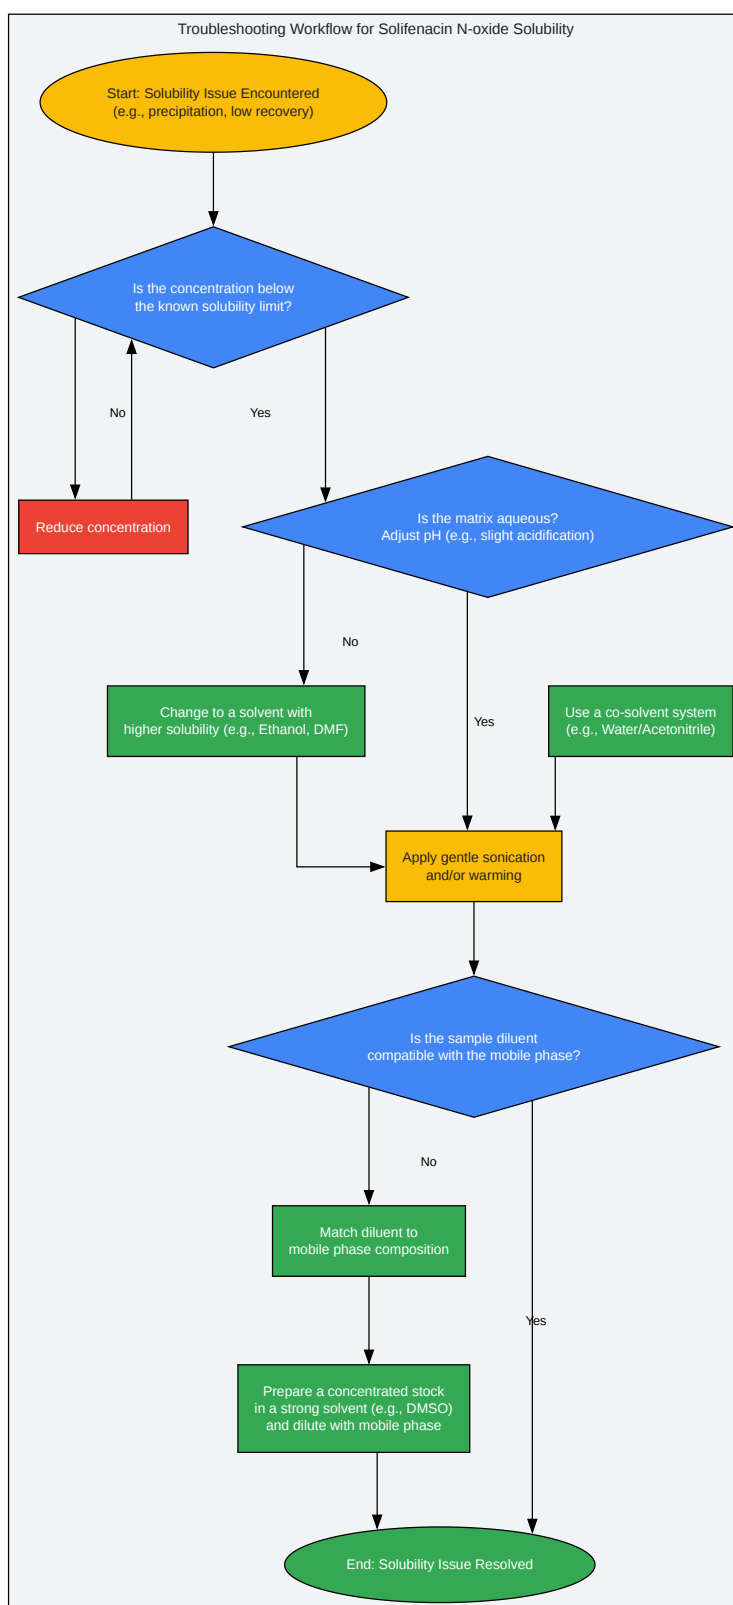 Troubleshooting Workflow for Solifenacin N-oxide Solubility
Start: Solubility Issue Encountered
(e.g., precipitation, low recovery)
Is the concentration below
the known solubility limit?
No
Yes
Reduce concentration
Is the matrix aqueous?
Adjust pH (e.g., slight acidification)
No
Change to a solvent with
higher solubility (e.g., Ethanol, DMF)
Yes
Use a co-solvent system
(e.g., Water/Acetonitrile)
Apply gentle sonication
and/or warming
Is the sample diluent
compatible with the mobile phase?
No
Match diluent to
mobile phase composition
Yes
Prepare a concentrated stock
in a strong solvent (e.g., DMSO)
and dilute with mobile phase
End: Solubility Issue Resolved